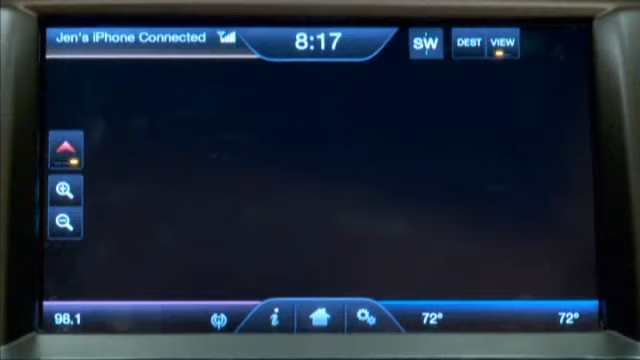 Jen's iPhone Connected
8:17
SW
DEST VIEW
98.1
i
72°
72°